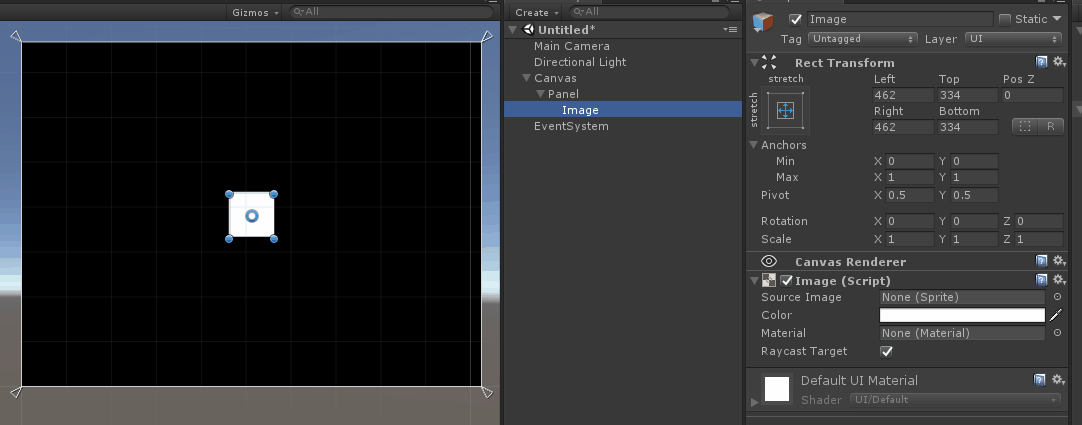 Gizmos All
Create All
Untitled*
Main Camera
Directional Light
Canvas
Panel
Image
EventSystem
Image Static
Tag Untagged Layer UI
Rect Transform
stretch
stretch
Left Top Pos Z
462 334 0
Right Bottom
462 334
R
Anchors
Min X 0 Y 0
Max X 1 Y 1
Pivot X 0.5 Y 0.5
Rotation X 0 Y 0 Z 0
Scale X 1 Y 1 Z 1
Canvas Renderer
Image (Script)
Source Image None (Sprite)
Color
Material None (Material)
Raycast Target
Default UI Material
Shader UI/Default